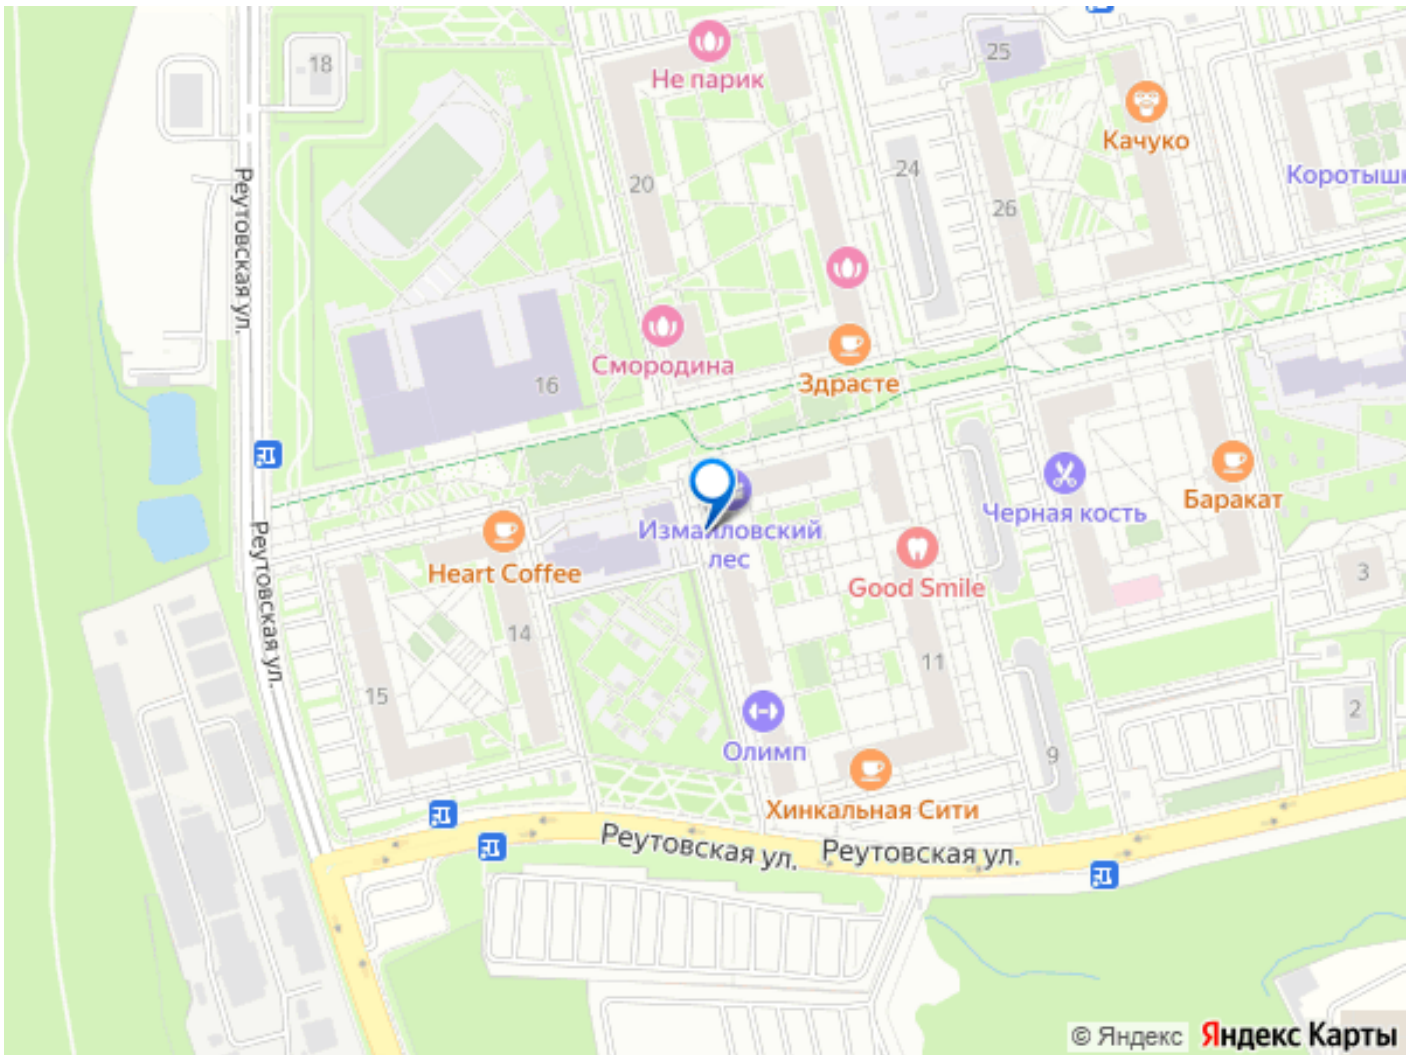 25
Не парик
18
Качуко
24
Коротышк
Реутовская ул.
20
26
Смородина
Здрасте
16
Баракат
Черная кость
Измайловский
лес
Heart Coffee
Good Smile
3
Реутовская ул.
14
11
15
2
Олимп
9
Хинкальная Сити
Реутовская ул.
Реутовская ул.
© Яндекс
Яндекс Карты